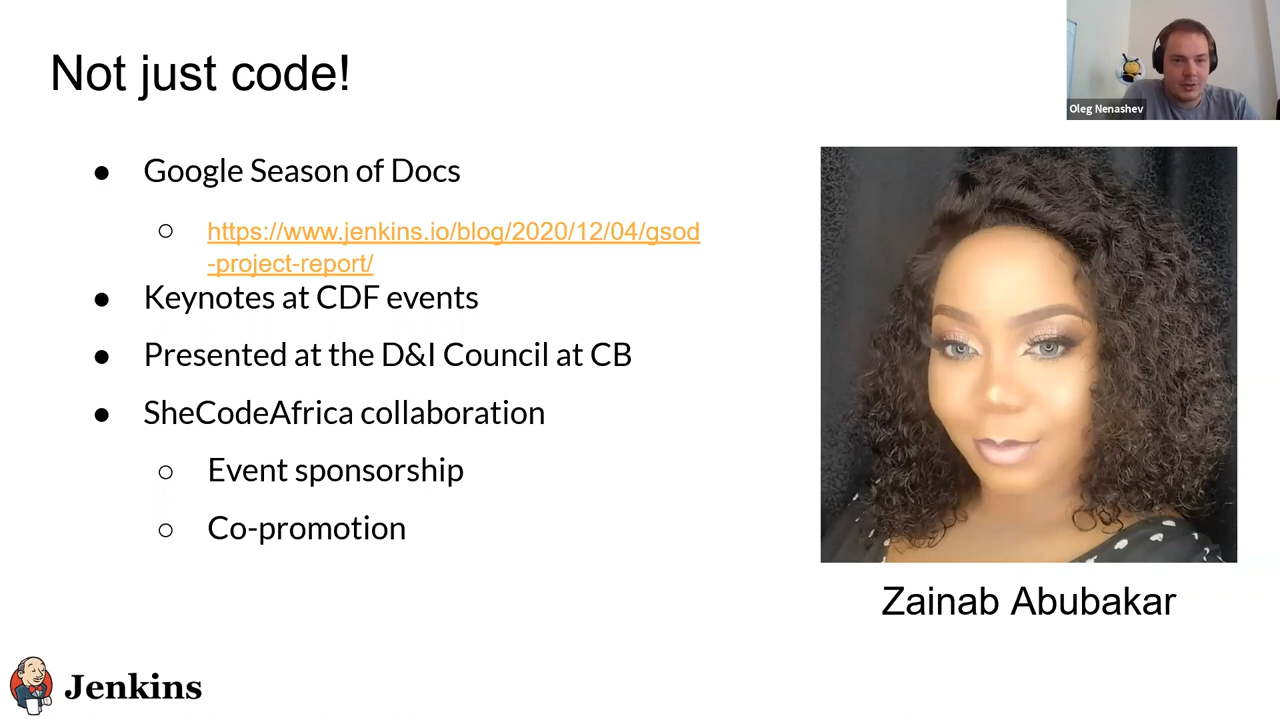 Not just code!
Oleg Nenashev
● Google Season of Docs
○ https://www.jenkins.io/blog/2020/12/04/gsod
-project-report/
● Keynotes at CDF events
● Presented at the D&I Council at CB
● SheCodeAfrica collaboration
○ Event sponsorship
○ Co-promotion
Zainab Abubakar
Jenkins